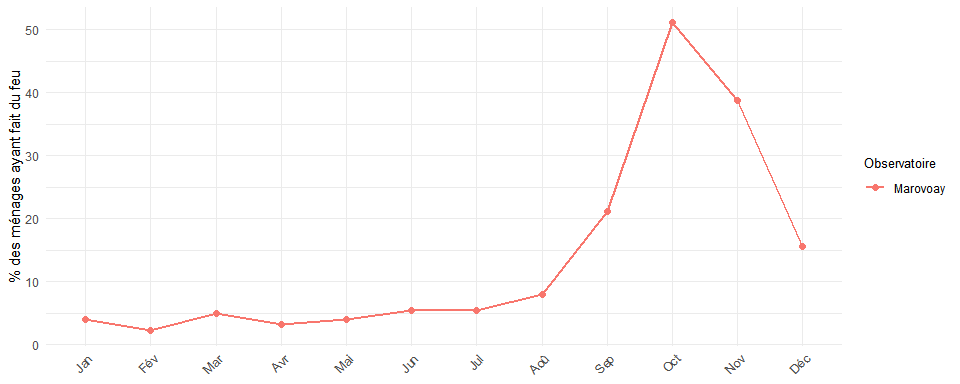 % des ménages ayant fait du feu
50
40
30
20
10
0
Jan
Fév
Mar
Avr
Mai
Jun
Jul
Aoû
Sep
Oct
Nov
Déc
Observatoire
Marovoay